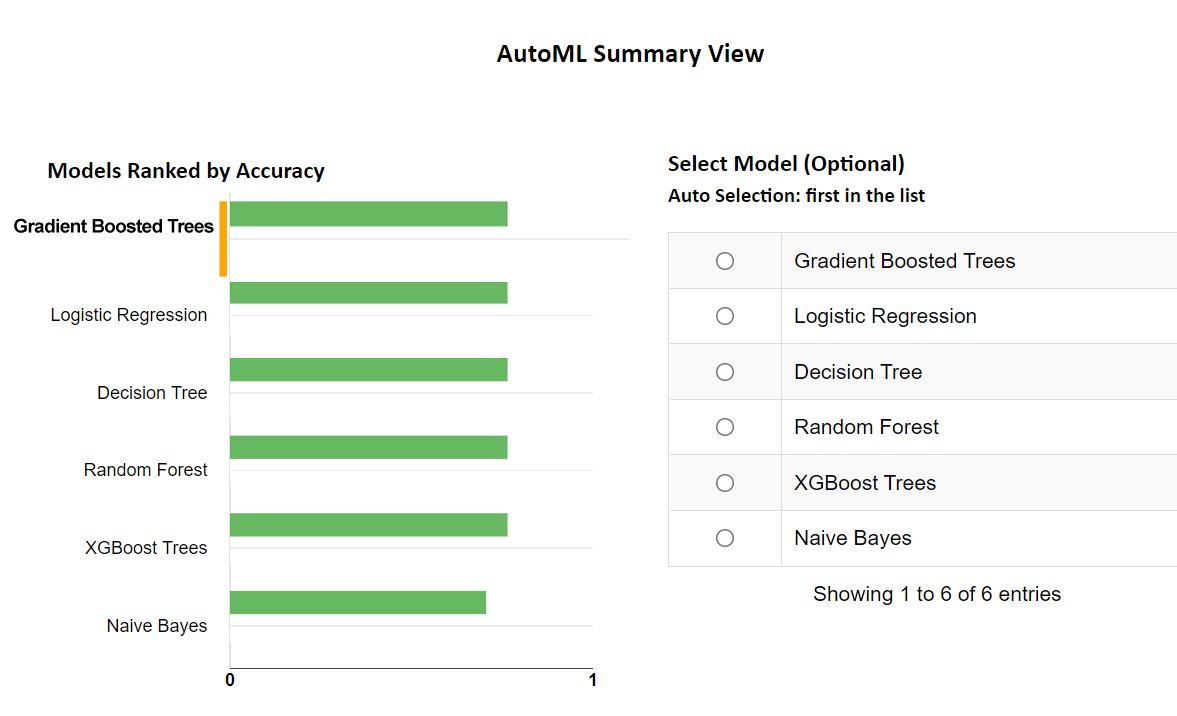 AutoML Summary View
Models Ranked by Accuracy
Gradient Boosted Trees
Logistic Regression
Decision Tree
Random Forest
XGBoost Trees
Naive Bayes
0 1
Select Model (Optional)
Auto Selection: first in the list
Gradient Boosted Trees
Logistic Regression
Decision Tree
Random Forest
XGBoost Trees
Naive Bayes
Showing 1 to 6 of 6 entries